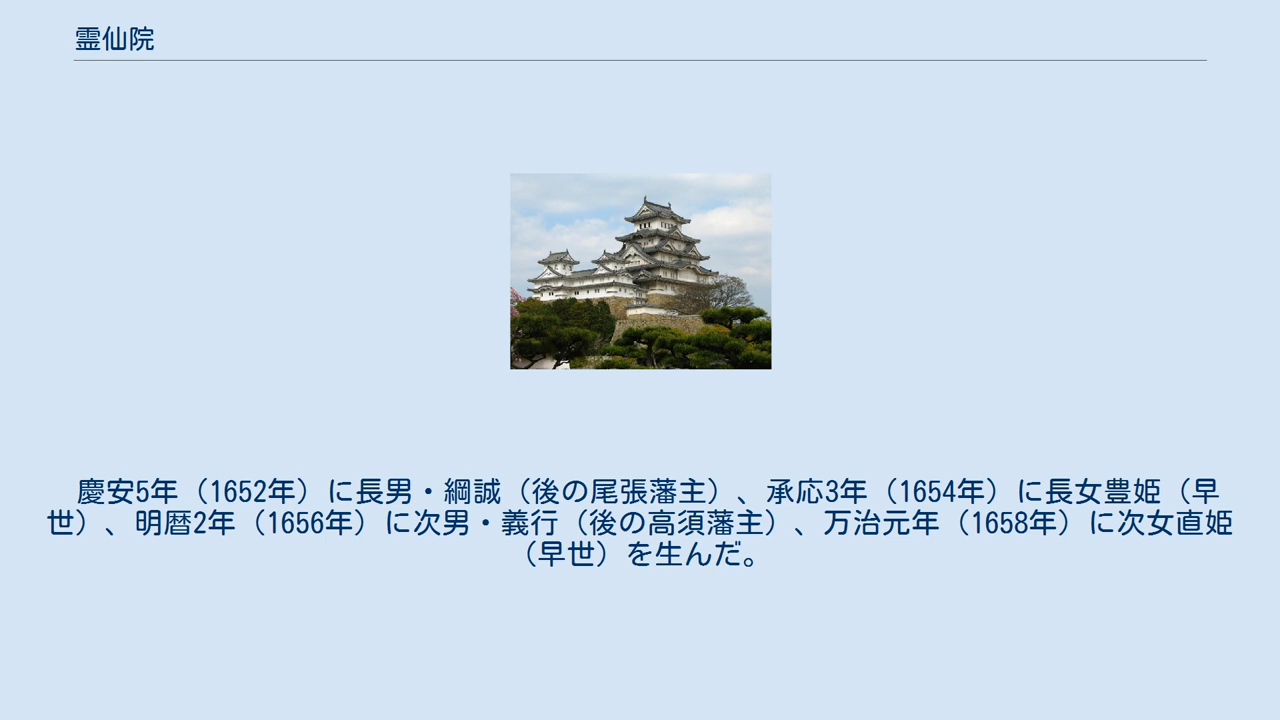 霊仙院
慶安5年（1652年）に長男・綱誠（後の尾張藩主）、承応3年（1654年）に長女豊姫（早
世）、明暦2年（1656年）に次男・義行（後の高須藩主）、万治元年（1658年）に次女直姫
（早世）を生んだ。